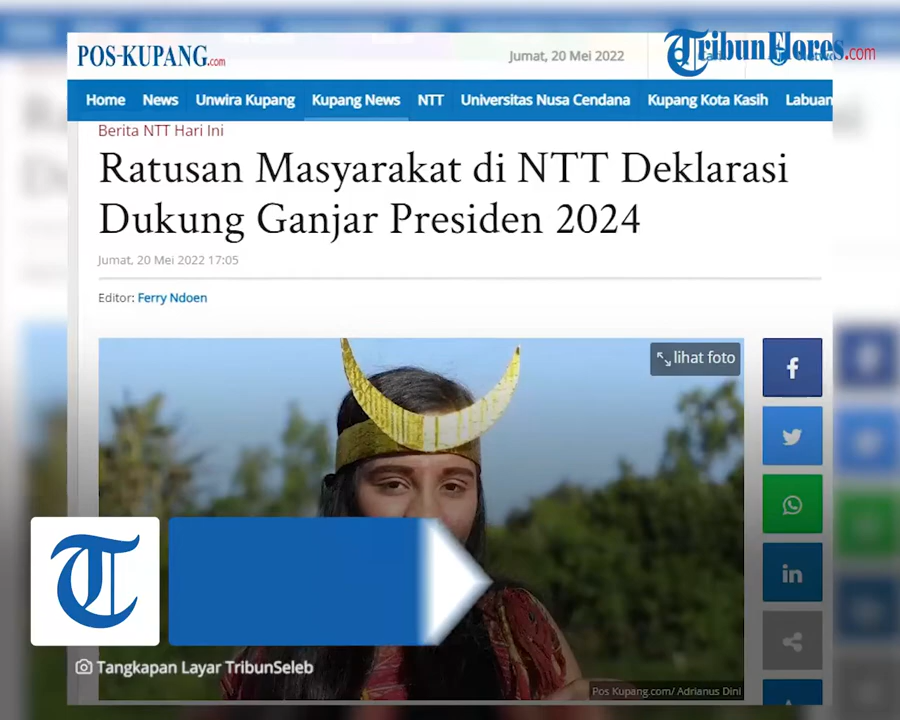 POS-KUPANG.com
Jumat, 20 Mei 2022
TribunFlores.com
Home News Unwira Kupang Kupang News NTT Universitas Nusa Cendana Kupang Kota Kasih Labuan
Berita NTT Hari Ini
Ratusan Masyarakat di NTT Deklarasi
Dukung Ganjar Presiden 2024
Jumat, 20 Mei 2022 17:05
Editor: Ferry Ndoen
lihat foto
f
in
T
Tangkapan Layar TribunSeleb
Pos Kupang.com/ Adrianus Dini